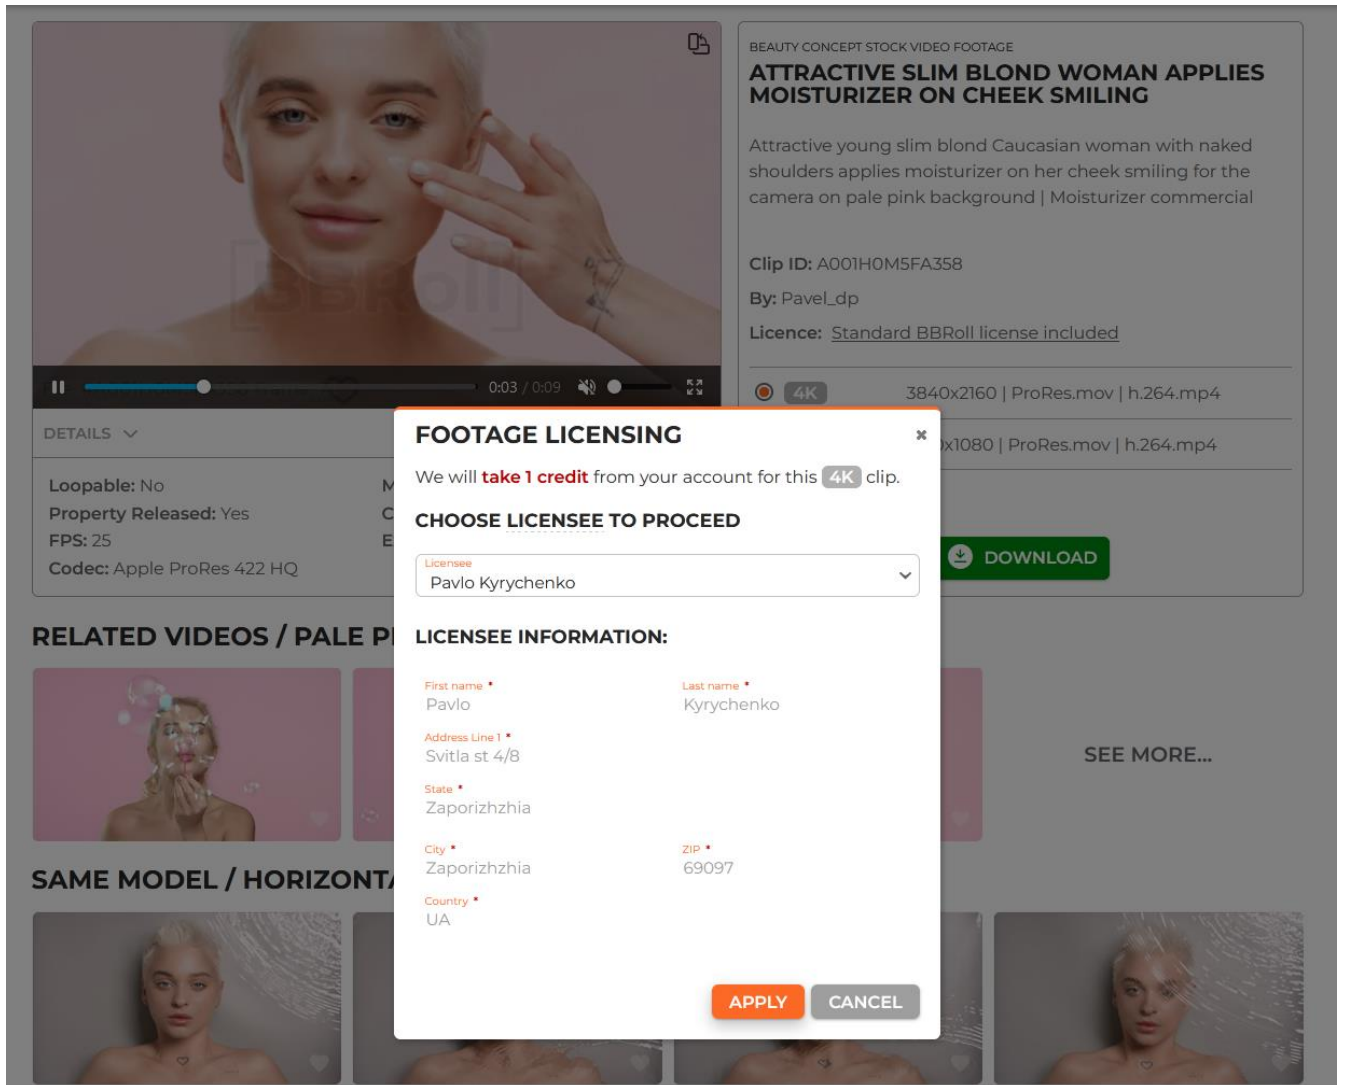 BEAUTY CONCEPT STOCK VIDEO FOOTAGE
ATTRACTIVE SLIM BLOND WOMAN APPLIES
MOISTURIZER ON CHEEK SMILING
Attractive young slim blond Caucasian woman with naked
shoulders applies moisturizer on her cheek smiling for the
camera on pale pink background | Moisturizer commercial
Clip ID: A001H0M5FA358
By: Pavel_dp
Licence: Standard BBRoll license included
[BBRoll]
0:03 / 0:09
4K 3840x2160 | ProRes.mov | h.264.mp4
x1080 | ProRes.mov | h.264.mp4
DOWNLOAD
DETAILS
Loopable: No
Property Released: Yes
FPS: 25
Codec: Apple ProRes 422 HQ
FOOTAGE LICENSING
We will take 1 credit from your account for this 4K clip.
CHOOSE LICENSEE TO PROCEED
Licensee
Pavlo Kyrychenko
LICENSEE INFORMATION:
First name * Last name *
Pavlo Kyrychenko
Address Line 1 *
Svitla st 4/8
State *
Zaporizhzhia
City * ZIP *
Zaporizhzhia 69097
Country *
UA
APPLY CANCEL
RELATED VIDEOS / PALE P
SEE MORE...
SAME MODEL / HORIZONT